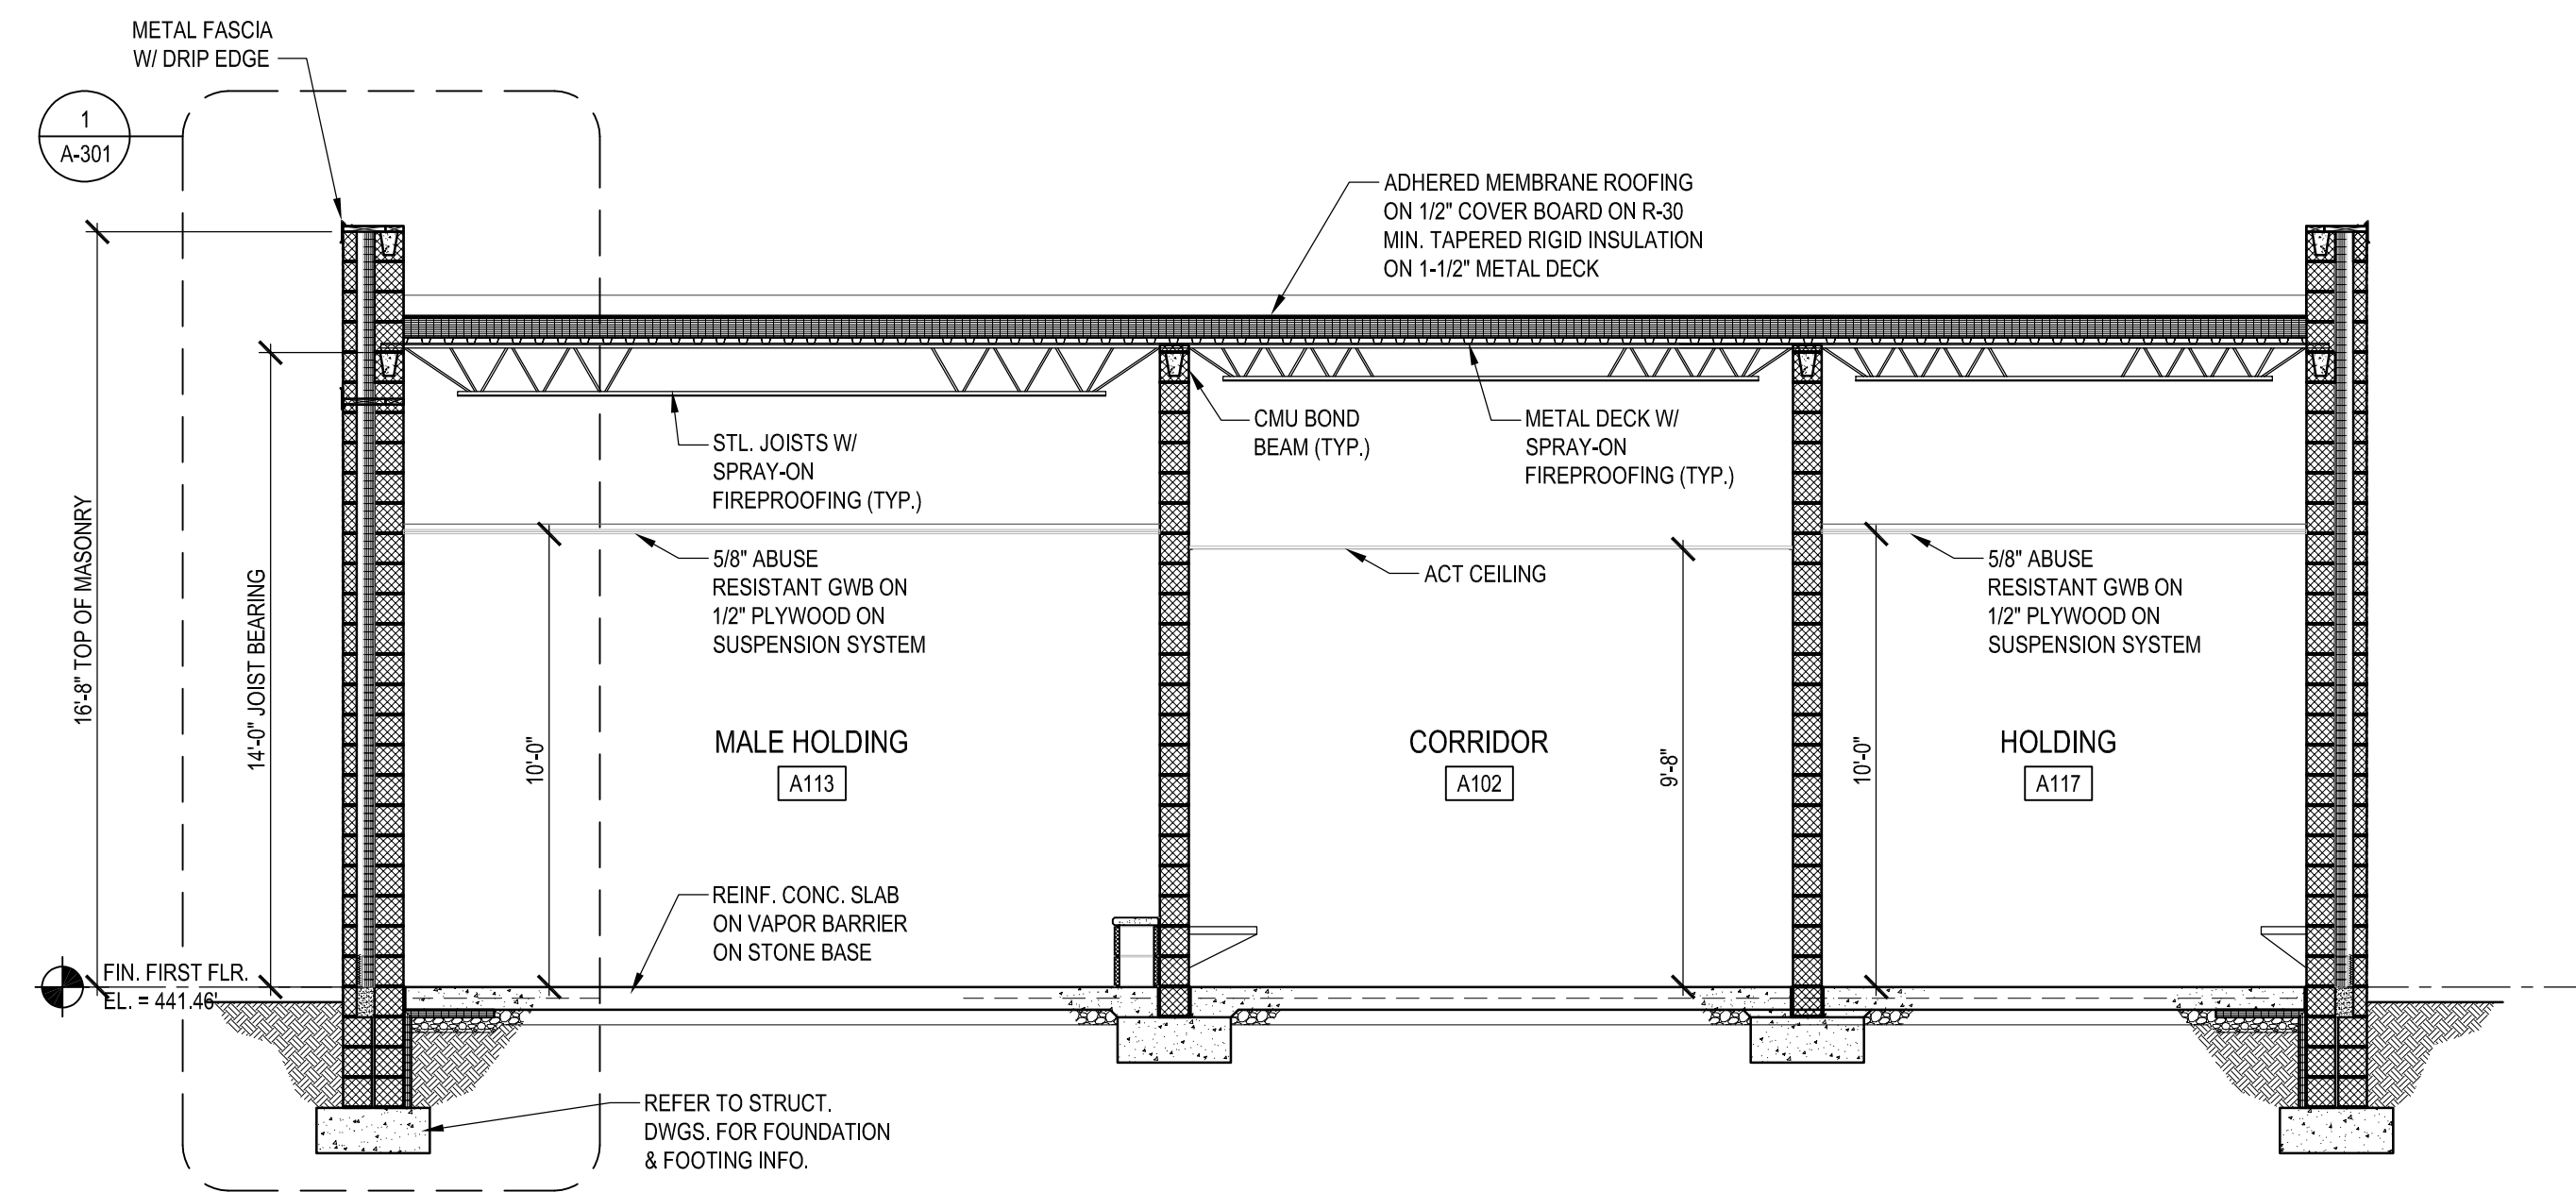 METAL FASCIA
W/ DRIP EDGE
1
A-301
ADHERED MEMBRANE ROOFING
ON 1/2" COVER BOARD ON R-30
MIN. TAPERED RIGID INSULATION
ON 1-1/2" METAL DECK
STL. JOISTS W/
SPRAY-ON
FIREPROOFING (TYP.)
CMU BOND
BEAM (TYP.)
METAL DECK W/
SPRAY-ON
FIREPROOFING (TYP.)
16'-8" TOP OF MASONRY
14'-0" JOIST BEARING
10'-0"
5/8" ABUSE
RESISTANT GWB ON
1/2" PLYWOOD ON
SUSPENSION SYSTEM
ACT CEILING
9'-8"
10'-0"
5/8" ABUSE
RESISTANT GWB ON
1/2" PLYWOOD ON
SUSPENSION SYSTEM
MALE HOLDING
A113
CORRIDOR
A102
HOLDING
A117
REINF. CONC. SLAB
ON VAPOR BARRIER
ON STONE BASE
FIN. FIRST FLR.
EL. = 441.46'
REFER TO STRUCT.
DWGS. FOR FOUNDATION
& FOOTING INFO.